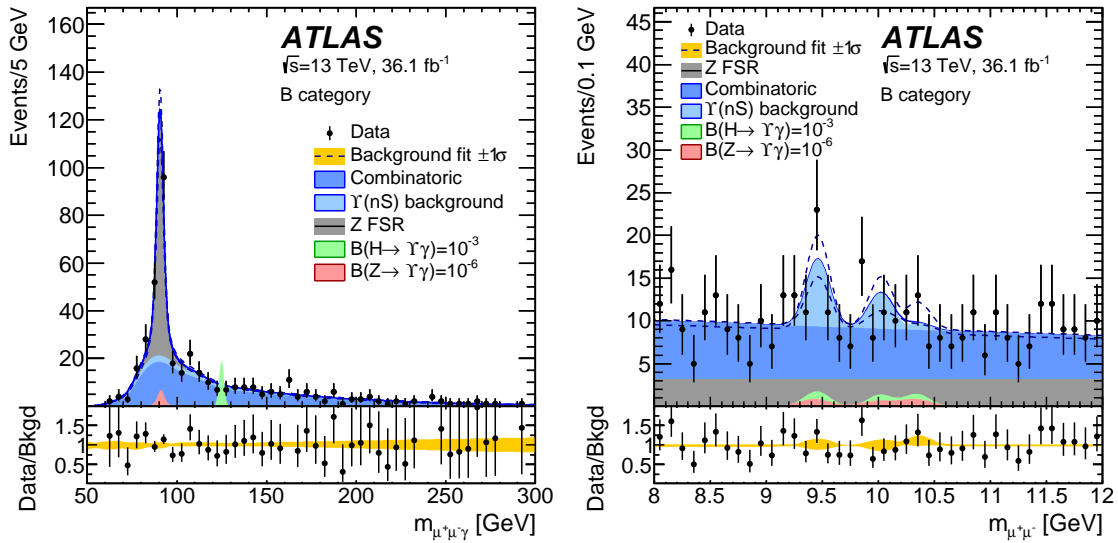 Events/5 GeV
160
140
120
100
80
60
40
20
ATLAS
√s=13 TeV, 36.1 fb⁻¹
B category
Data
Background fit ±1σ
Combinatoric
ϒ(nS) background
Z FSR
B(H→ ϒγ)=10⁻³
B(Z→ ϒγ)=10⁻⁶
Data/Bkgd
1.5
1
0.5
50 100 150 200 250 300
m_μ⁺μ⁻γ [GeV]
Events/0.1 GeV
45
40
35
30
25
20
15
10
5
Data
Background fit ±1σ
Z FSR
Combinatoric
ϒ(nS) background
B(H→ ϒγ)=10⁻³
B(Z→ ϒγ)=10⁻⁶
ATLAS
√s=13 TeV, 36.1 fb⁻¹
B category
Data/Bkgd
1.5
1
0.5
8 8.5 9 9.5 10 10.5 11 11.5 12
m_μ⁺μ⁻ [GeV]